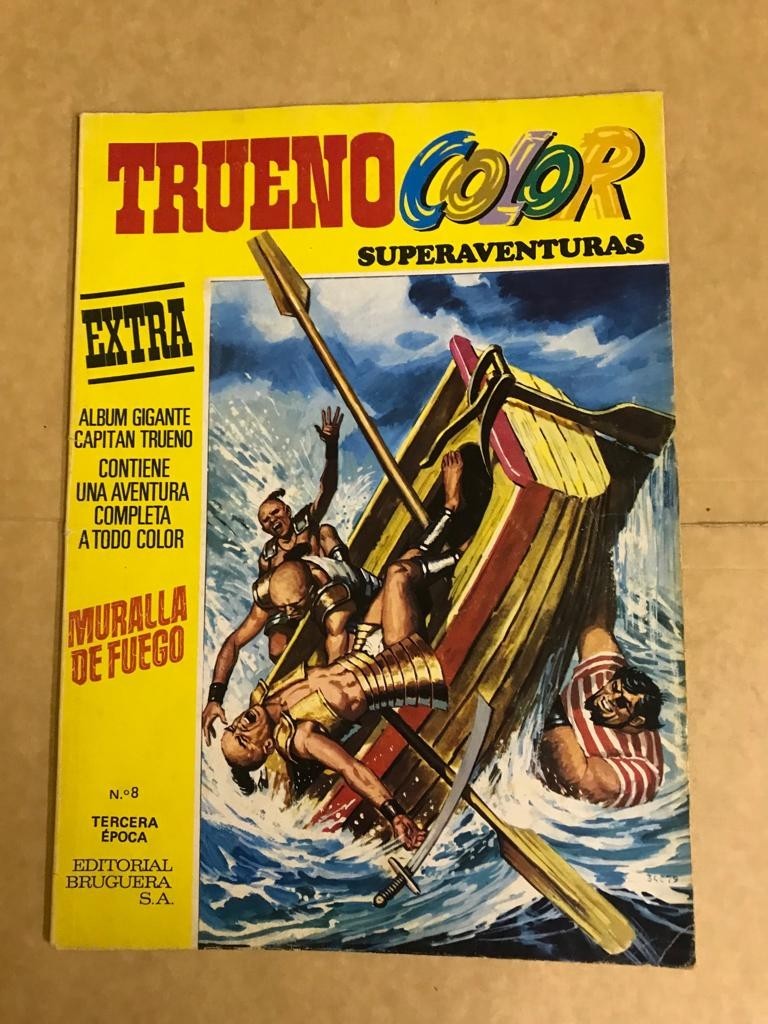 TRUENO COLOR
SUPERAVENTURAS
EXTRA
ALBUM GIGANTE
CAPITAN TRUENO
CONTIENE
UNA AVENTURA
COMPLETA
A TODO COLOR
MURALLA
DE FUEGO
N.º 8
TERCERA
ÉPOCA
EDITORIAL
BRUGUERA
S.A.